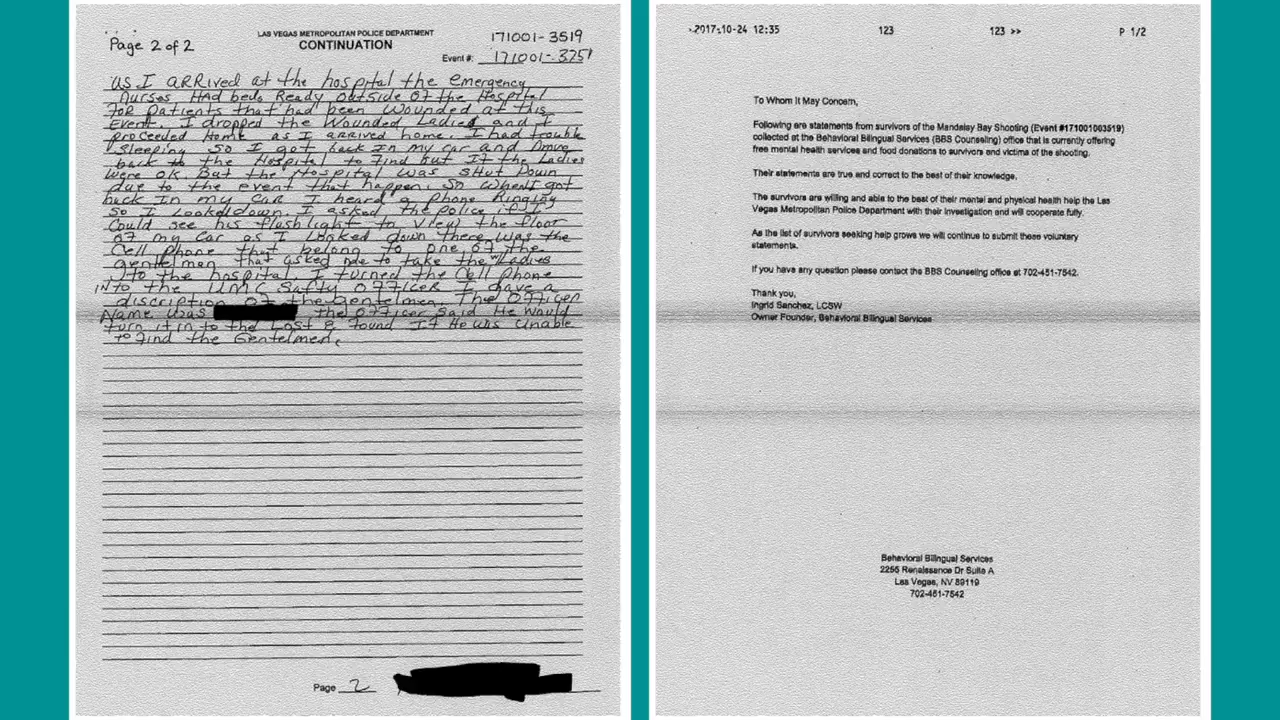 Page 2 of 2
LAS VEGAS METROPOLITAN POLICE DEPARTMENT
CONTINUATION
171001-3519
Event #: 171001-3251
as I arrived at the hospital the emergency
nurses HAd beds Ready outside of the Hospital
for patients that had been wounded at this
Event. I dropped the wounded Ladies and I
proceeded Home as I arrived home. I had trouble
sleeping so I got back In my car and Drove
back to the Hospital to find out If the Ladies
were ok. But the Hospital was shut Down
due to the event that happen. So when I got
back In my car I heard a phone Ringing
So I Looked down. I asked the police if I
Could see his flashlight to view the floor
of my car as I looked down there was the
Cell phone that belong to one of the
gentelmen that asked me to take the Ladies
to the hospital. I turned the Cell phone
INto the UMC Safty officer I have a
discription of the Gentelmen. The officer
Name was the officer said He would
turn it in to the Lost & found If He was unable
to find the Gentelmen.
Page 2
2017-10-24 12:35 123 123 >> P 1/2
To Whom It May Concern,
Following are statements from survivors of the Mandalay Bay Shooting (Event #171001003519)
collected at the Behavioral Bilingual Services (BBS Counseling) office that is currently offering
free mental health services and food donations to survivors and victims of the shooting.
Their statements are true and correct to the best of their knowledge.
The survivors are willing and able to the best of their mental and physical health help the Las
Vegas Metropolitan Police Department with their investigation and will cooperate fully.
As the list of survivors seeking help grows we will continue to submit these voluntary
statements.
If you have any question please contact the BBS Counseling office at 702-451-7542.
Thank you,
Ingrid Sanchez, LCSW
Owner Founder, Behavioral Bilingual Services
Behavioral Bilingual Services
2255 Renaissance Dr Suite A
Las Vegas, NV 89119
702-451-7542